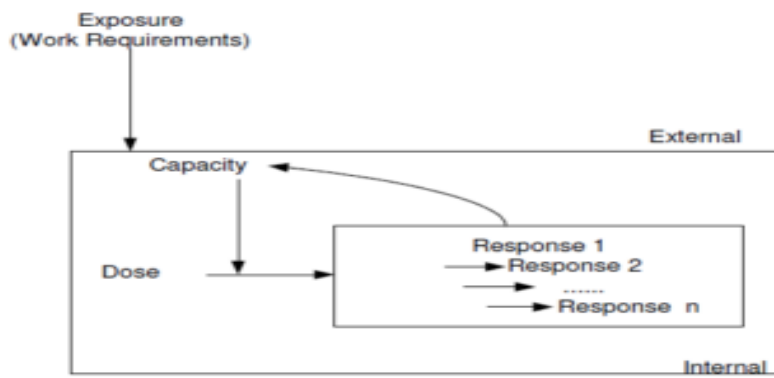 Exposure
(Work Requirements)
External
Capacity
Response 1
Dose
Response 2
......
Response n
Internal